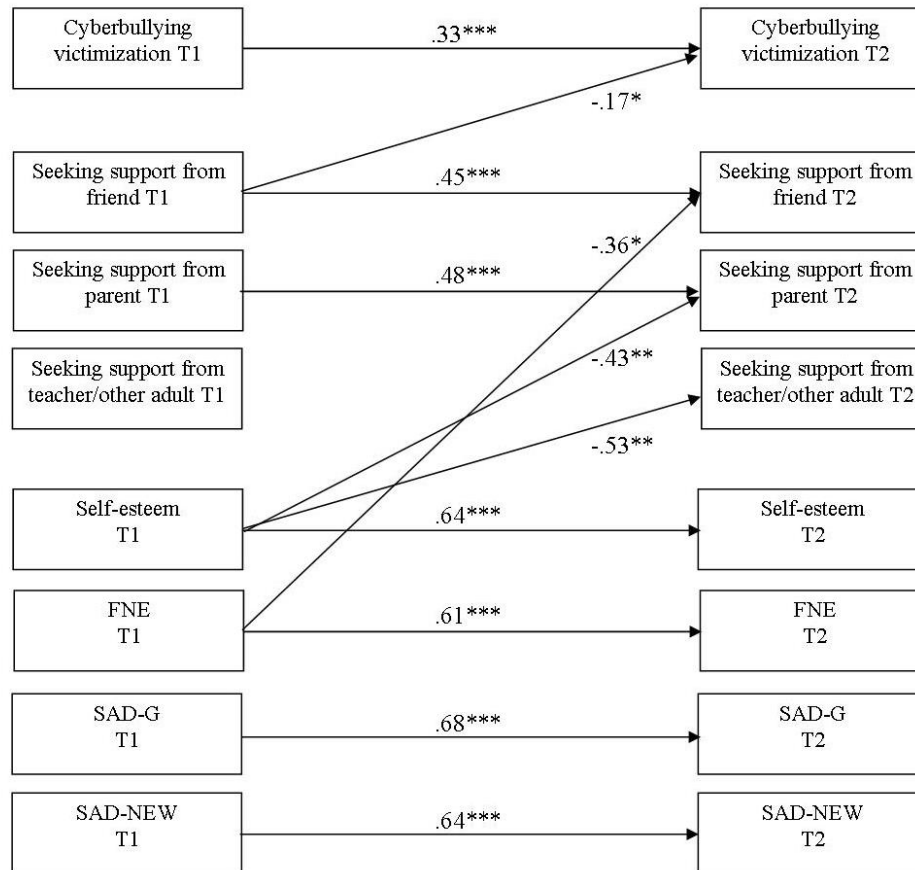 Cyberbullying
victimization T1
.33***
Cyberbullying
victimization T2
-.17*
Seeking support from
friend T1
.45***
Seeking support from
friend T2
-.36*
Seeking support from
parent T1
.48***
Seeking support from
parent T2
-.43**
Seeking support from
teacher/other adult T1
Seeking support from
teacher/other adult T2
-.53**
Self-esteem
T1
.64***
Self-esteem
T2
FNE
T1
.61***
FNE
T2
SAD-G
T1
.68***
SAD-G
T2
SAD-NEW
T1
.64***
SAD-NEW
T2